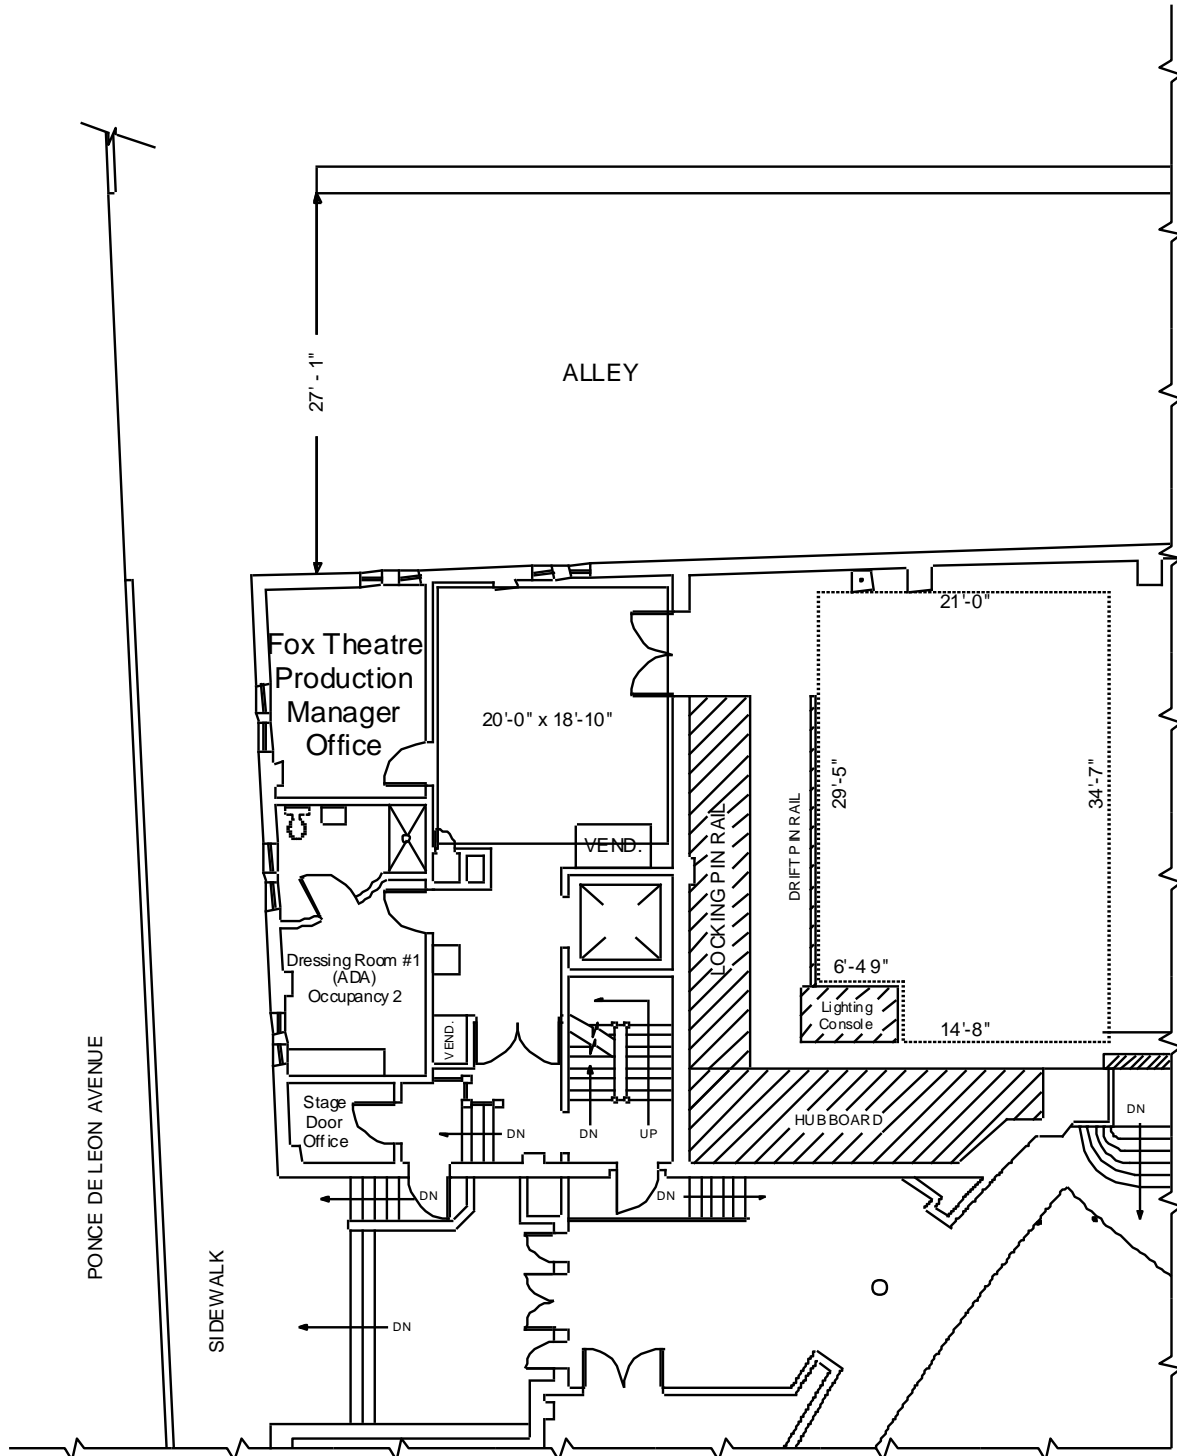 ALLEY
27' - 1"
21'-0"
Fox Theatre
Production
Manager
Office
20'-0" x 18'-10"
29'-5"
34'-7"
LOCKING PIN RAIL
DRIFT PIN RAIL
VEND.
Dressing Room #1
(ADA)
Occupancy 2
6'-4 9"
Lighting
Console
14'-8"
VEND.
Stage
Door
Office
DN
DN
UP
HUB BOARD
DN
DN
DN
PONCE DE LEON AVENUE
SIDEWALK
DN